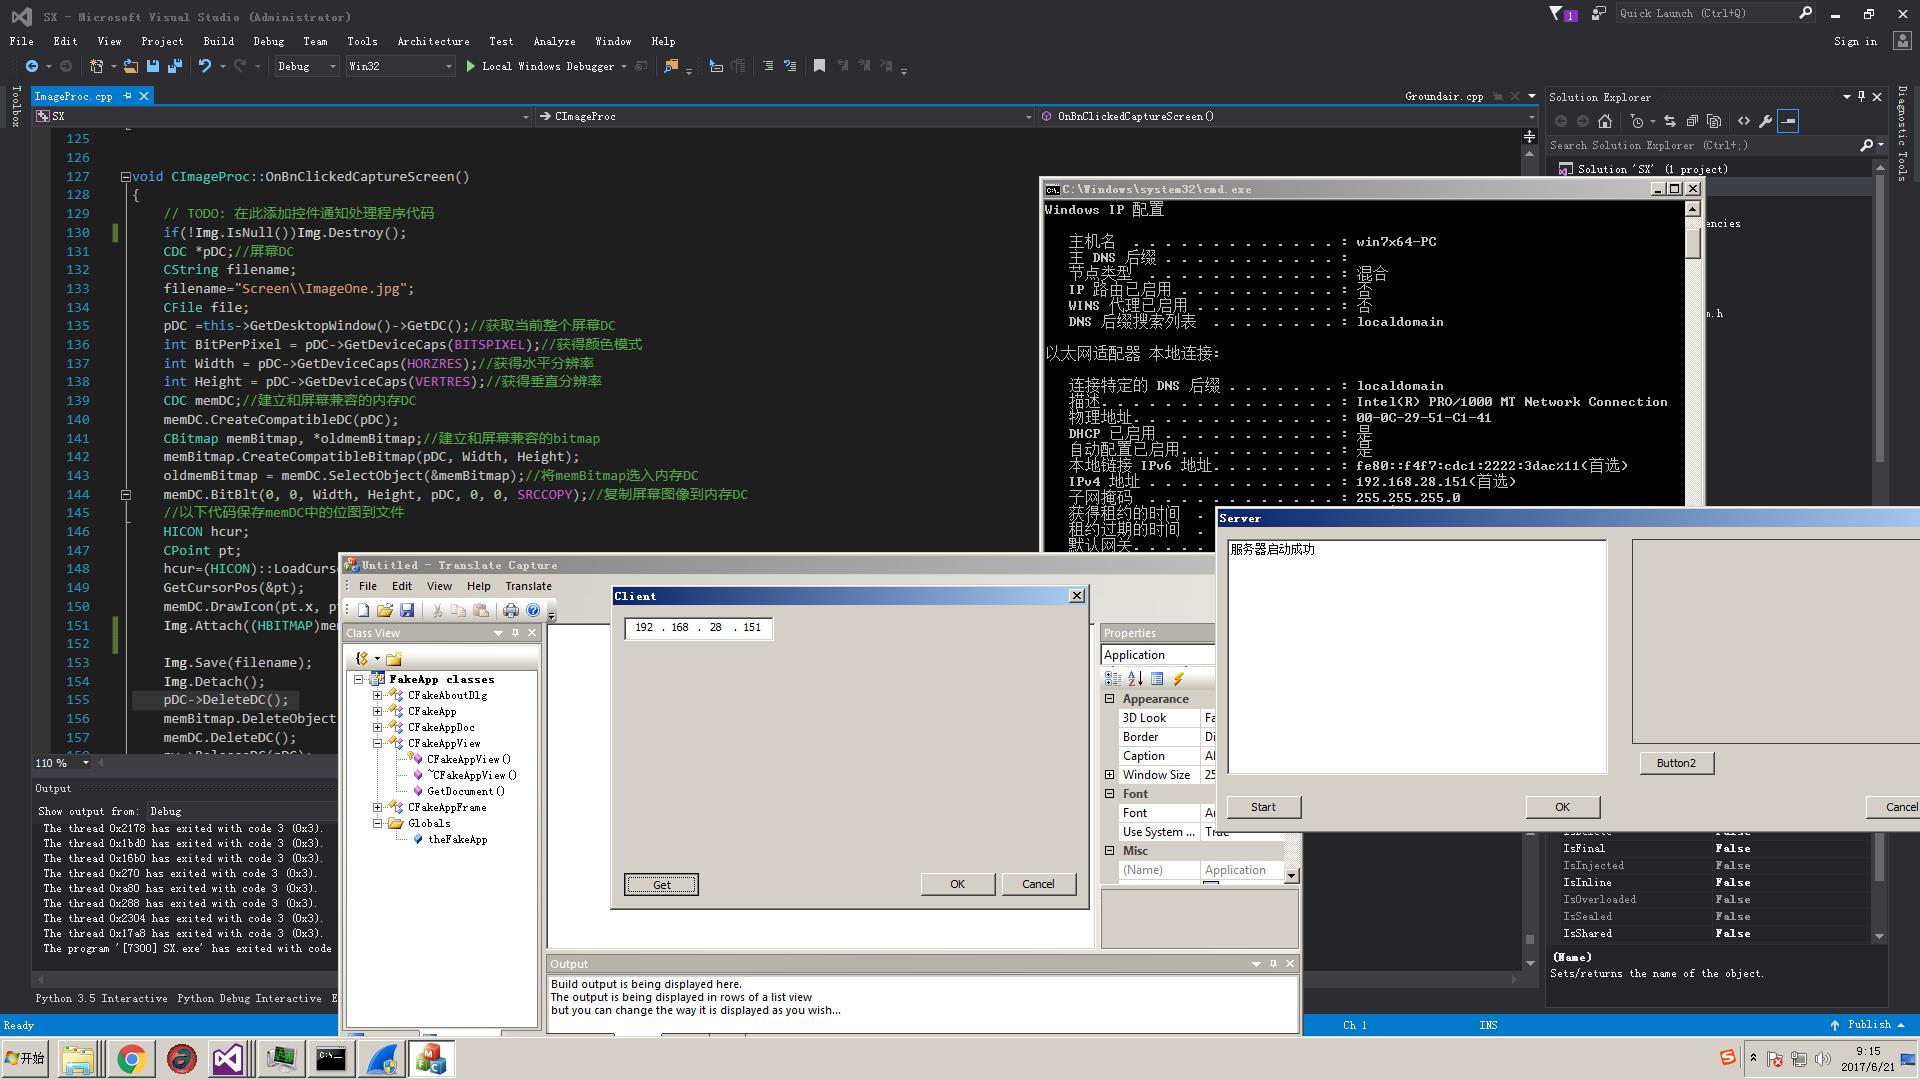 SX - Microsoft Visual Studio (Administrator)
1
Quick Launch (Ctrl+Q)
File Edit View Project Build Debug Team Tools Architecture Test Analyze Window Help
Sign in
Debug
Win32
Local Windows Debugger
Toolbox
ImageProc.cpp
Groundair.cpp
SX
CImageProc
OnBnClickedCaptureScreen()
125
126
127 void CImageProc::OnBnClickedCaptureScreen()
128 {
129 // TODO: 在此添加控件通知处理程序代码
130 if(!Img.IsNull())Img.Destroy();
131 CDC *pDC;//屏幕DC
132 CString filename;
133 filename="Screen\\ImageOne.jpg";
134 CFile file;
135 pDC =this->GetDesktopWindow()->GetDC();//获取当前整个屏幕DC
136 int BitPerPixel = pDC->GetDeviceCaps(BITSPIXEL);//获得颜色模式
137 int Width = pDC->GetDeviceCaps(HORZRES);//获得水平分辨率
138 int Height = pDC->GetDeviceCaps(VERTRES);//获得垂直分辨率
139 CDC memDC;//建立和屏幕兼容的内存DC
140 memDC.CreateCompatibleDC(pDC);
141 CBitmap memBitmap, *oldmemBitmap;//建立和屏幕兼容的bitmap
142 memBitmap.CreateCompatibleBitmap(pDC, Width, Height);
143 oldmemBitmap = memDC.SelectObject(&memBitmap);//将memBitmap选入内存DC
144 memDC.BitBlt(0, 0, Width, Height, pDC, 0, 0, SRCCOPY);//复制屏幕图像到内存DC
145 //以下代码保存memDC中的位图到文件
146 HICON hcur;
147 CPoint pt;
148 hcur=(HICON)::LoadCurs
149 GetCursorPos(&pt);
150 memDC.DrawIcon(pt.x, p
151 Img.Attach((HBITMAP)me
152
153 Img.Save(filename);
154 Img.Detach();
155 pDC->DeleteDC();
156 memBitmap.DeleteObject
157 memDC.DeleteDC();
110 %
Output
Show output from: Debug
The thread 0x2178 has exited with code 3 (0x3).
The thread 0x1bd0 has exited with code 3 (0x3).
The thread 0x16b0 has exited with code 3 (0x3).
The thread 0x270 has exited with code 3 (0x3).
The thread 0xa80 has exited with code 3 (0x3).
The thread 0x288 has exited with code 3 (0x3).
The thread 0x2304 has exited with code 3 (0x3).
The thread 0x17a8 has exited with code 3 (0x3).
The program '[7300] SX.exe' has exited with code
Python 3.5 Interactive Python Debug Interactive E
Ready
Ch 1
INS
Publish
Solution Explorer
Search Solution Explorer (Ctrl+;)
Solution 'SX' (1 project)
encies
m.h
Diagnostic Tools
C:\Windows\system32\cmd.exe
Windows IP 配置
主机名 . . . . . . . . . . . . . : win7x64-PC
主 DNS 后缀 . . . . . . . . . . . :
节点类型 . . . . . . . . . . . . : 混合
IP 路由已启用 . . . . . . . . . . : 否
WINS 代理已启用 . . . . . . . . . : 否
DNS 后缀搜索列表 . . . . . . . . : localdomain
以太网适配器 本地连接:
连接特定的 DNS 后缀 . . . . . . . : localdomain
描述. . . . . . . . . . . . . . . : Intel(R) PRO/1000 MT Network Connection
物理地址. . . . . . . . . . . . . : 00-0C-29-51-C1-41
DHCP 已启用 . . . . . . . . . . . : 是
自动配置已启用. . . . . . . . . . : 是
本地链接 IPv6 地址. . . . . . . . : fe80::f4f7:cdc1:2222:3dac%11(首选)
IPv4 地址 . . . . . . . . . . . . : 192.168.28.151(首选)
子网掩码 . . . . . . . . . . . . : 255.255.255.0
获得租约的时间 .
租约过期的时间 .
默认网关. . . . .
Server
服务器启动成功
Button2
Start
OK
Cancel
Untitled - Translate Capture
File Edit View Help Translate
Class View
FakeApp classes
CFakeAboutDlg
CFakeApp
CFakeAppDoc
CFakeAppView
CFakeAppView()
~CFakeAppView()
GetDocument()
CFakeAppFrame
Globals
theFakeApp
Client
192 . 168 . 28 . 151
Get
OK
Cancel
Properties
Application
Appearance
3D Look Fa
Border Di
Caption Al
Window Size 25
Font
Font Ar
Use System ... True
Misc
(Name) Application
Output
Build output is being displayed here.
The output is being displayed in rows of a list view
but you can change the way it is displayed as you wish...
IsFinal False
IsInjected False
IsInline False
IsOverloaded False
IsSealed False
IsShared False
(Name)
Sets/returns the name of the object.
开始
9:15
2017/6/21